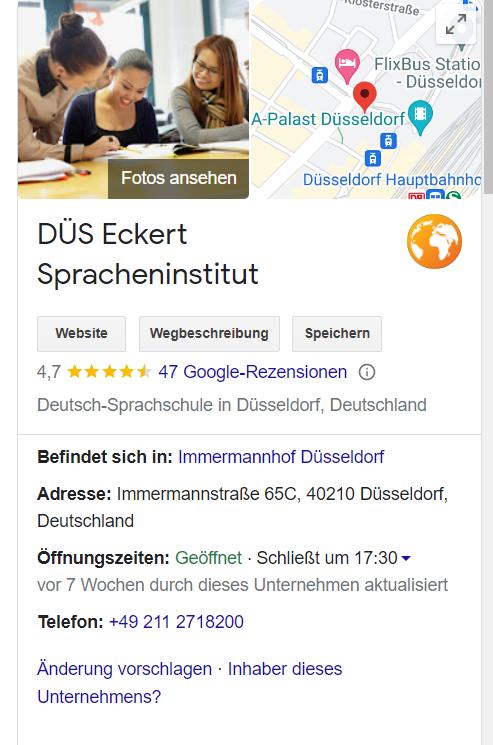 Klosterstraße
FlixBus Statio
- Düsseldor
A-Palast Düsseldorf
Düsseldorf Hauptbahnho
Fotos ansehen
DÜS Eckert
Spracheninstitut
Website Wegbeschreibung Speichern
4,7 47 Google-Rezensionen
Deutsch-Sprachschule in Düsseldorf, Deutschland
Befindet sich in: Immermannhof Düsseldorf
Adresse: Immermannstraße 65C, 40210 Düsseldorf,
Deutschland
Öffnungszeiten: Geöffnet · Schließt um 17:30
vor 7 Wochen durch dieses Unternehmen aktualisiert
Telefon: +49 211 2718200
Änderung vorschlagen · Inhaber dieses
Unternehmens?